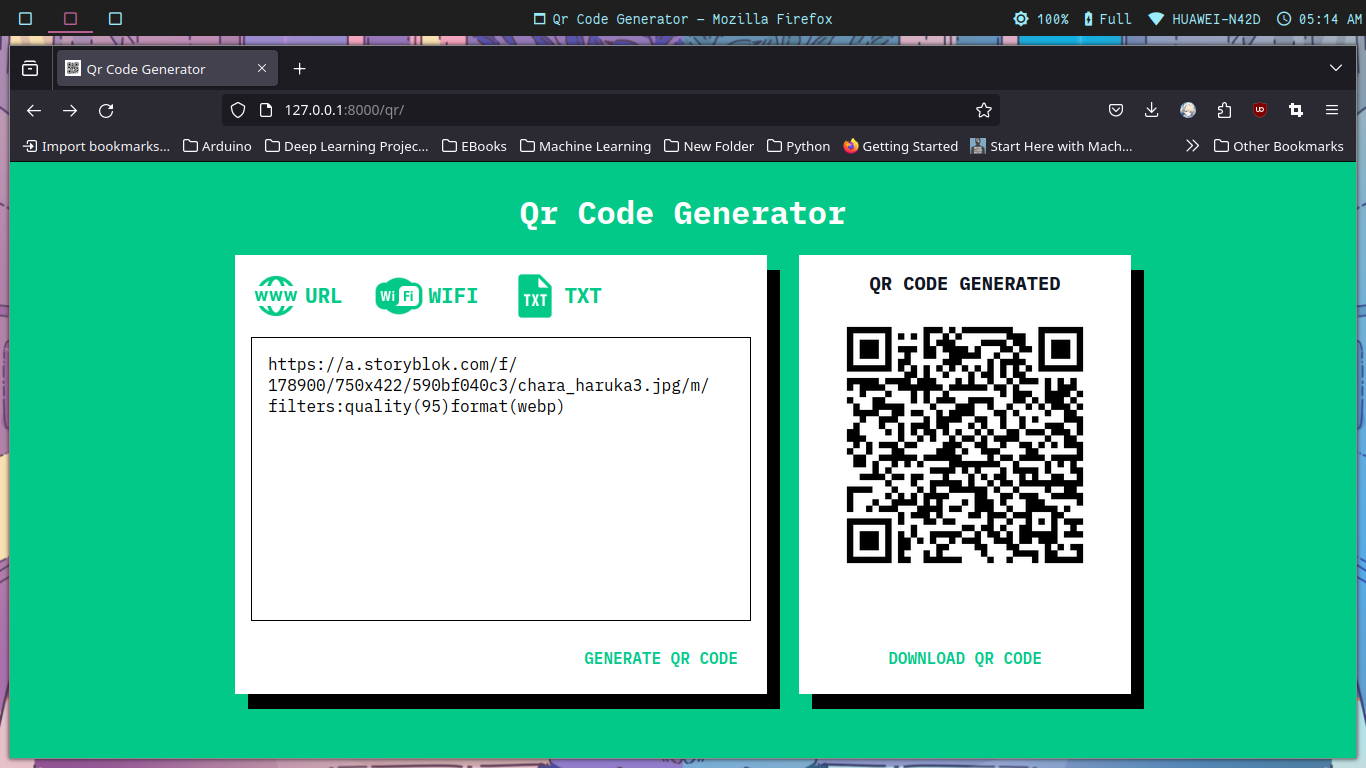 Qr Code Generator — Mozilla Firefox
100%
Full
HUAWEI-N42D
05:14 AM
Qr Code Generator
127.0.0.1:8000/qr/
Import bookmarks...
Arduino
Deep Learning Projec...
EBooks
Machine Learning
New Folder
Python
Getting Started
Start Here with Mach...
Other Bookmarks
Qr Code Generator
WWW URL
Wi Fi WIFI
TXT TXT
https://a.storyblok.com/f/
178900/750x422/590bf040c3/chara_haruka3.jpg/m/
filters:quality(95)format(webp)
GENERATE QR CODE
QR CODE GENERATED
DOWNLOAD QR CODE